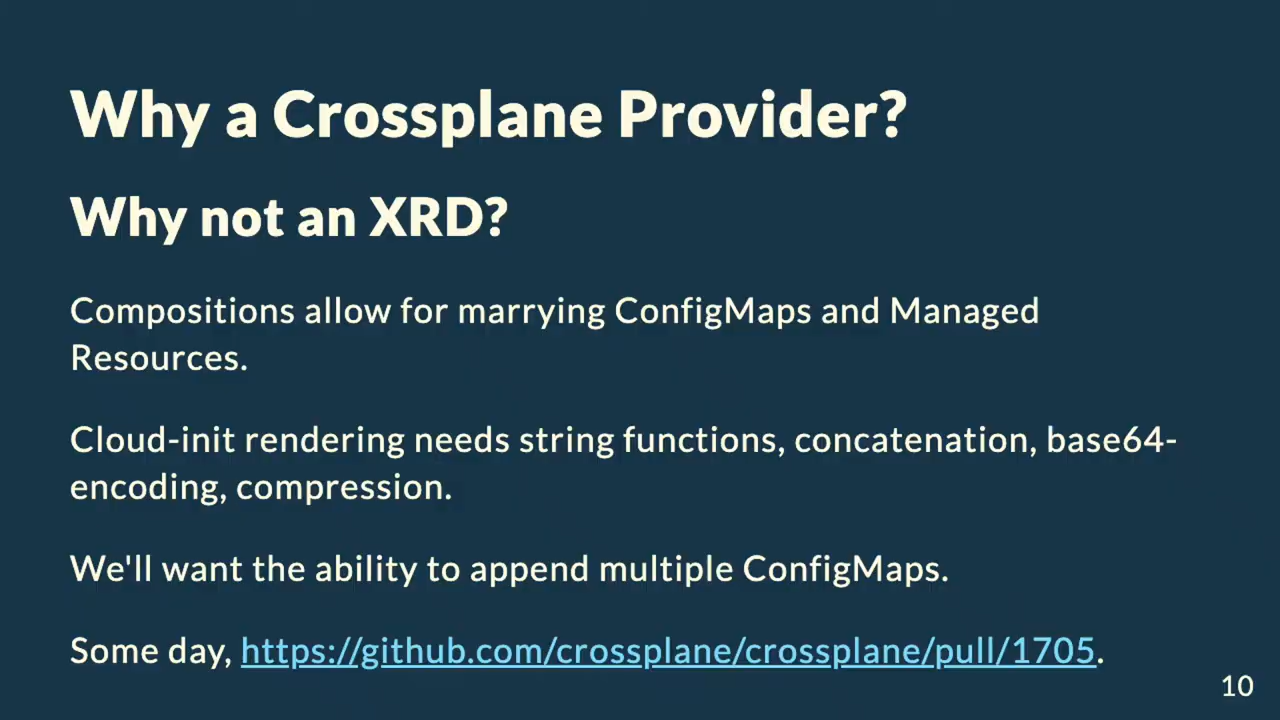 Why a Crossplane Provider?
Why not an XRD?
Compositions allow for marrying ConfigMaps and Managed
Resources.
Cloud-init rendering needs string functions, concatenation, base64-
encoding, compression.
We'll want the ability to append multiple ConfigMaps.
Some day, https://github.com/crossplane/crossplane/pull/1705.
10